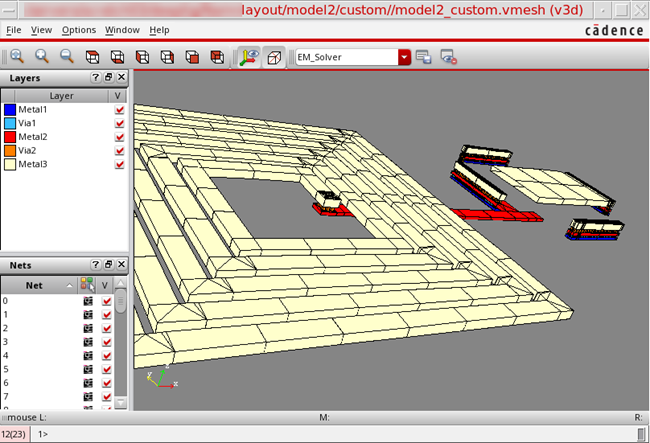 layout/model2/custom//model2_custom.vmesh (v3d)
File View Options Window Help
cādence
EM_Solver
Layers
Layer V
Metal1
Via1
Metal2
Via2
Metal3
Nets
Net V
0
1
2
3
4
5
6
7
mouse L: M: R:
12(23) 1>